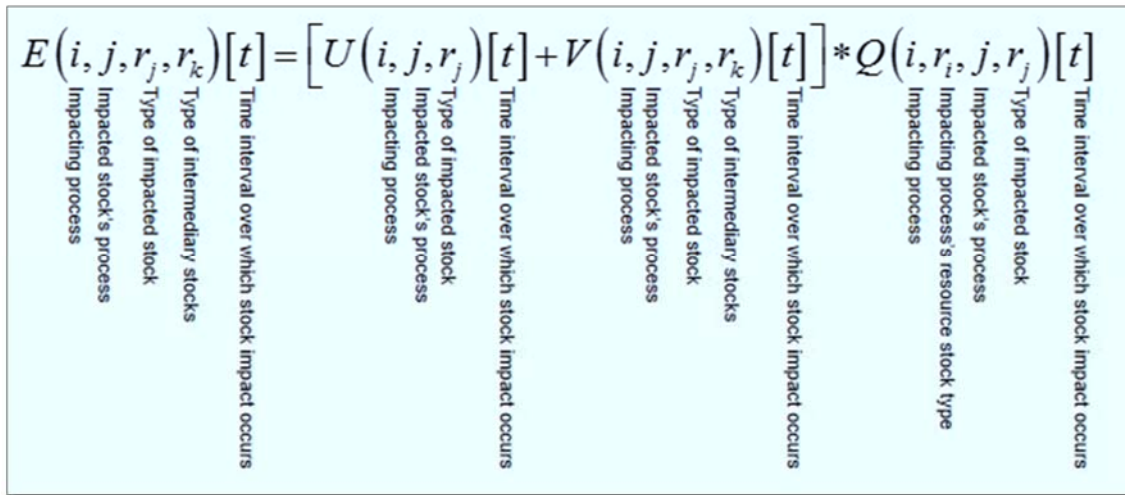 E(i, j, r_j, r_k)[t] = [U(i, j, r_j)[t] + V(i, j, r_j, r_k)[t]] * Q(i, r_i, j, r_j)[t]
Impacting process
Impacted stock's process
Type of impacted stock
Type of intermediary stocks
Time interval over which stock impact occurs
Impacting process
Impacted stock's process
Type of impacted stock
Time interval over which stock impact occurs
Impacting process
Impacted stock's process
Type of impacted stock
Type of intermediary stocks
Time interval over which stock impact occurs
Impacting process
Impacting process's resource stock type
Impacted stock's process
Type of impacted stock
Time interval over which stock impact occurs